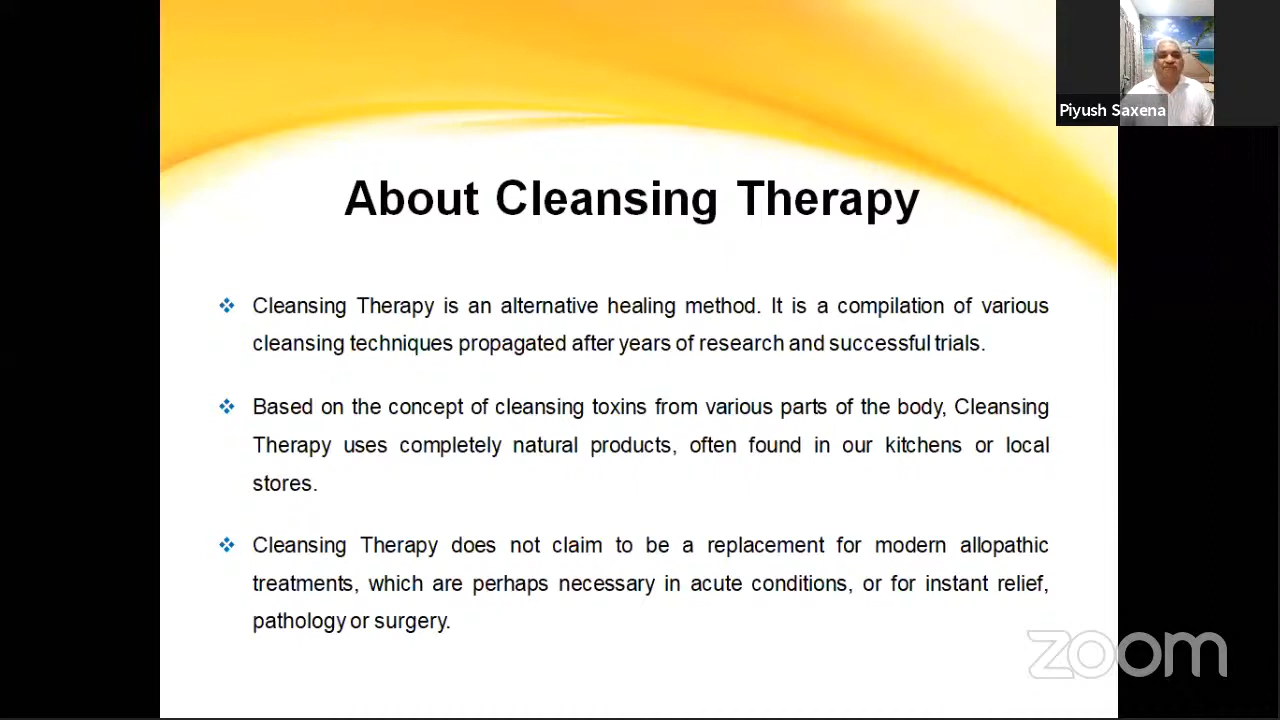 Piyush Saxena
About Cleansing Therapy
❖ Cleansing Therapy is an alternative healing method. It is a compilation of various
cleansing techniques propagated after years of research and successful trials.
❖ Based on the concept of cleansing toxins from various parts of the body, Cleansing
Therapy uses completely natural products, often found in our kitchens or local
stores.
❖ Cleansing Therapy does not claim to be a replacement for modern allopathic
treatments, which are perhaps necessary in acute conditions, or for instant relief,
pathology or surgery.
zoom